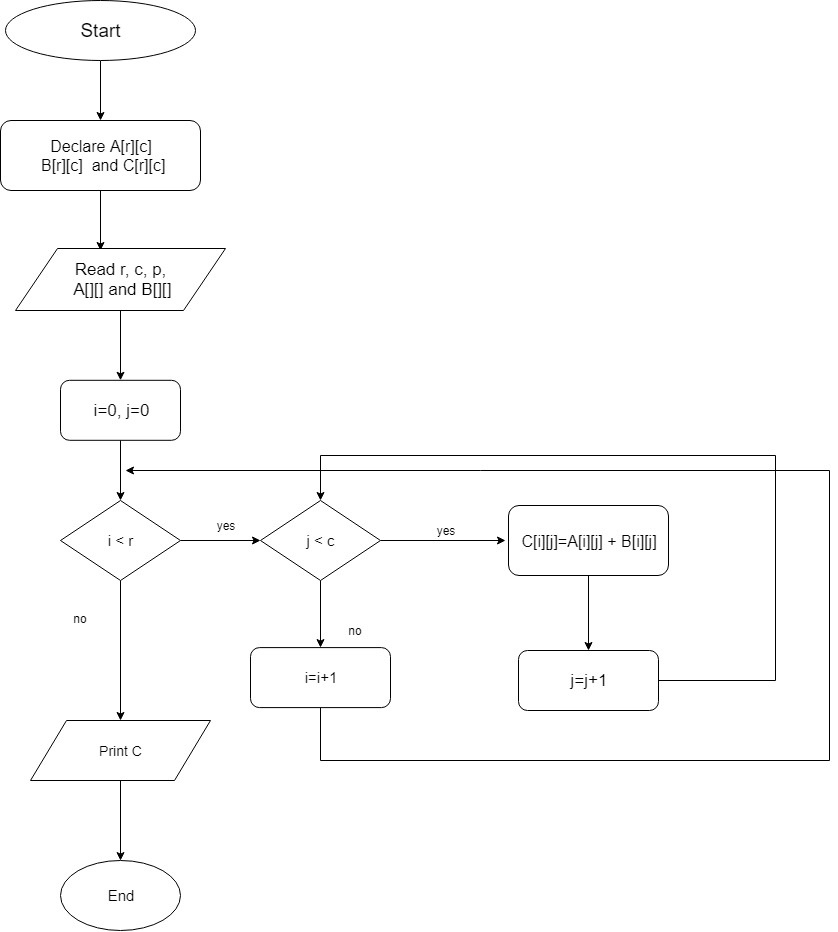 Start
Declare A[r][c]
B[r][c] and C[r][c]
Read r, c, p,
A[][] and B[][]
i=0, j=0
i < r
yes
j < c
yes
C[i][j]=A[i][j] + B[i][j]
no
no
i=i+1
j=j+1
Print C
End